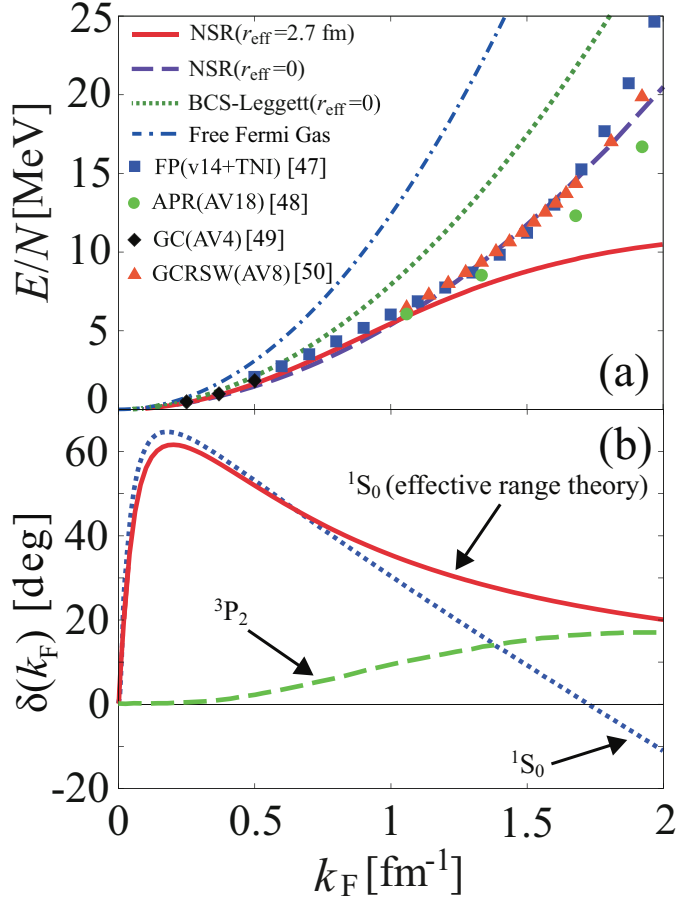 25
20
15
10
5
0
E/N[MeV]
NSR(r_eff=2.7 fm)
NSR(r_eff=0)
BCS-Leggett(r_eff=0)
Free Fermi Gas
FP(v14+TNI) [47]
APR(AV18) [48]
GC(AV4) [49]
GCRSW(AV8) [50]
(a)
60
40
20
0
-20
δ(k_F) [deg]
(b)
¹S₀ (effective range theory)
³P₂
¹S₀
0
0.5
1
1.5
2
k_F [fm⁻¹]